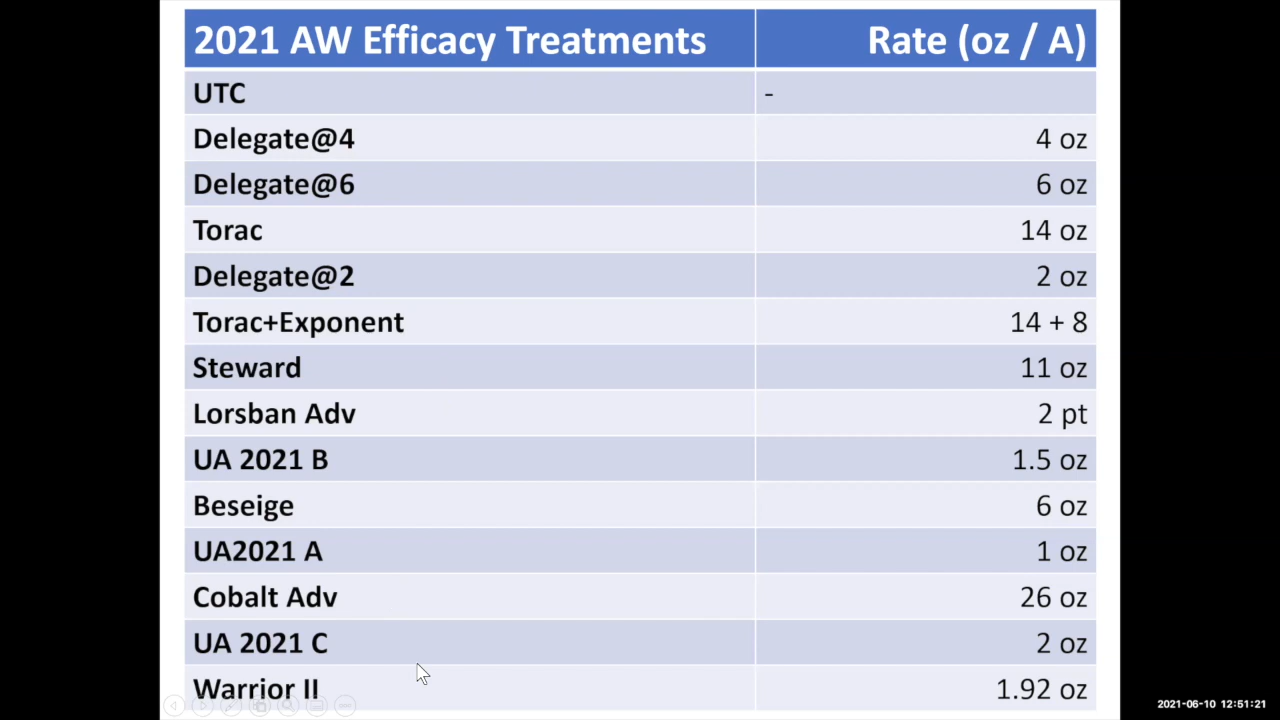 2021 AW Efficacy Treatments Rate (oz / A)
UTC -
Delegate@4 4 oz
Delegate@6 6 oz
Torac 14 oz
Delegate@2 2 oz
Torac+Exponent 14 + 8
Steward 11 oz
Lorsban Adv 2 pt
UA 2021 B 1.5 oz
Beseige 6 oz
UA2021 A 1 oz
Cobalt Adv 26 oz
UA 2021 C 2 oz
Warrior II 1.92 oz
2021-06-10 12:51:21